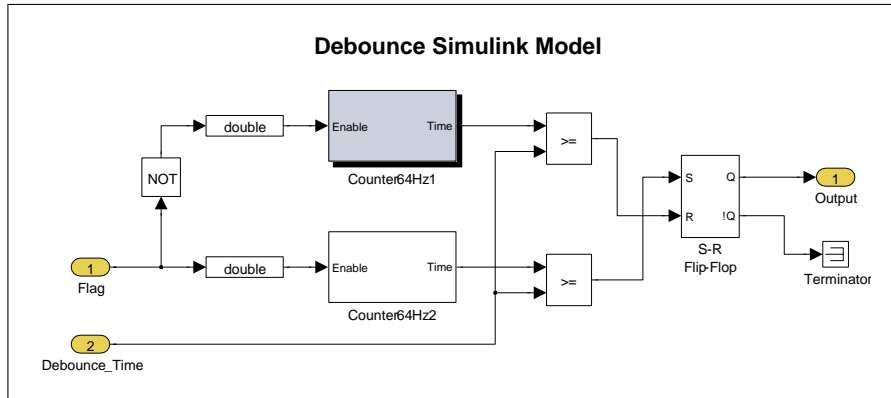 Debounce Simulink Model
double
Enable
Time
Counter64Hz1
>=
NOT
S
Q
R
!Q
S-R
Flip-Flop
1
Output
Terminator
1
Flag
double
Enable
Time
Counter64Hz2
>=
2
Debounce_Time